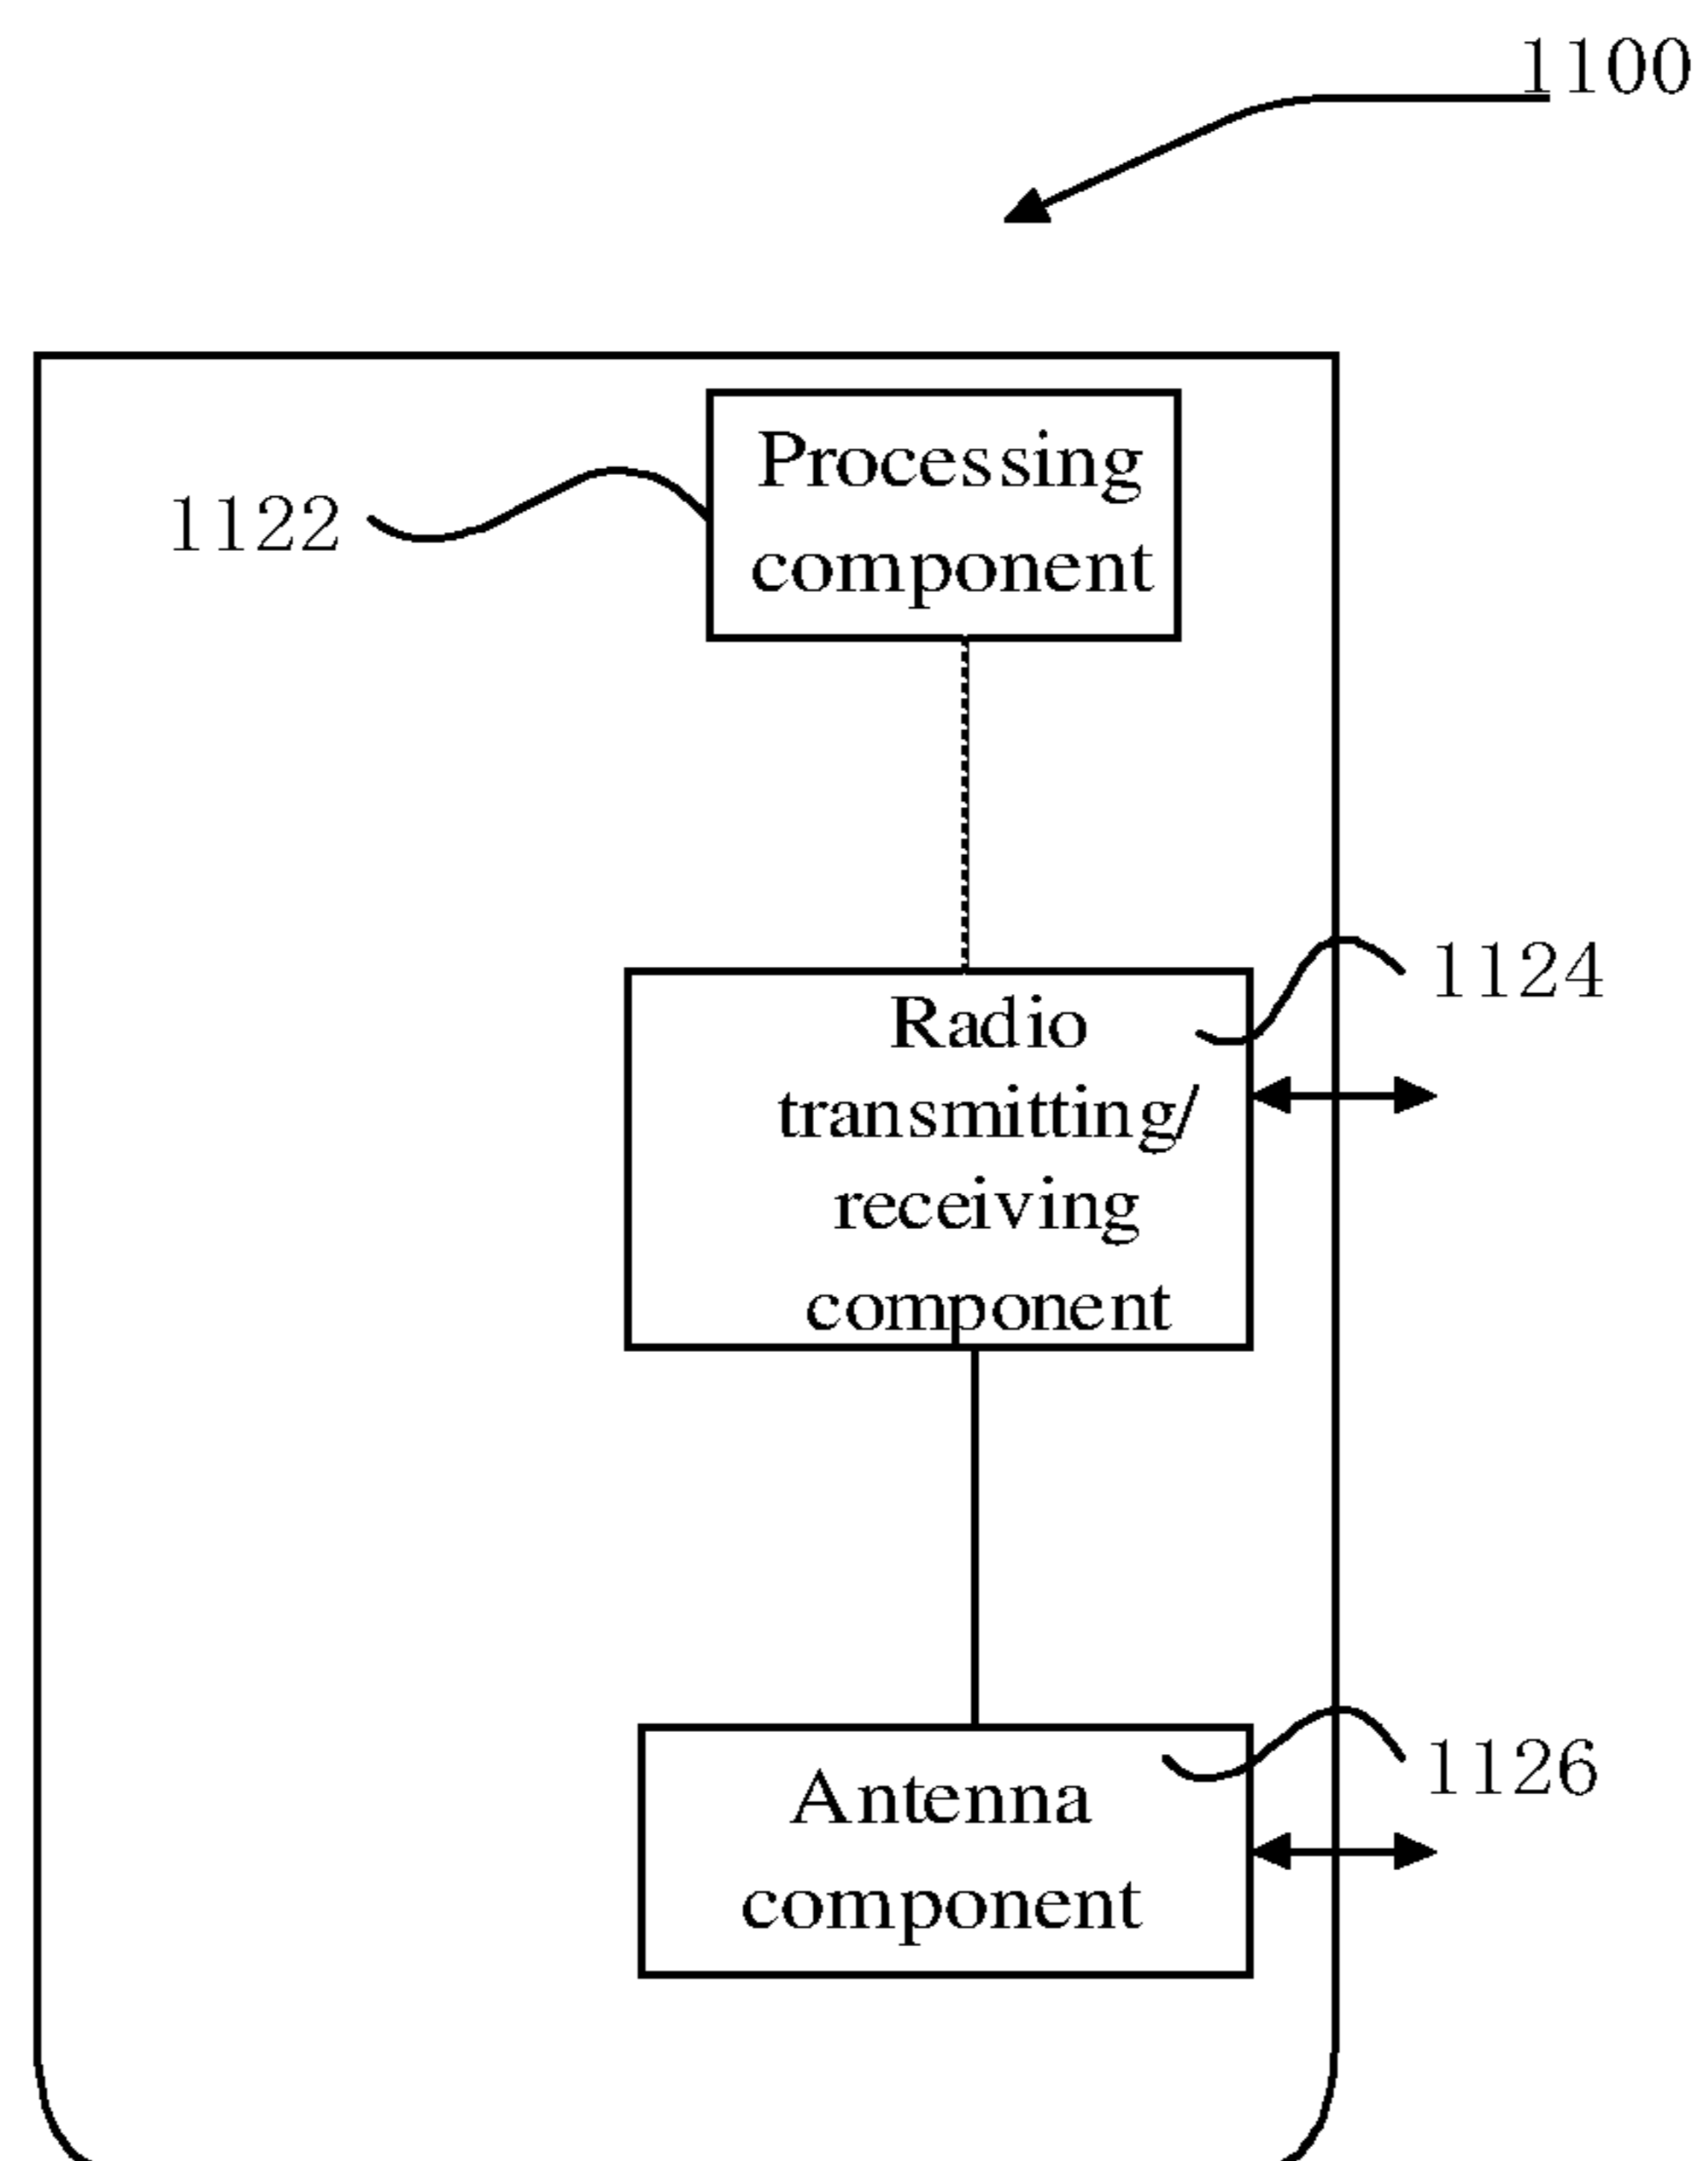 1100
Processing
component
1122
Radio
transmitting/
receiving
component
1124
Antenna
component
1126